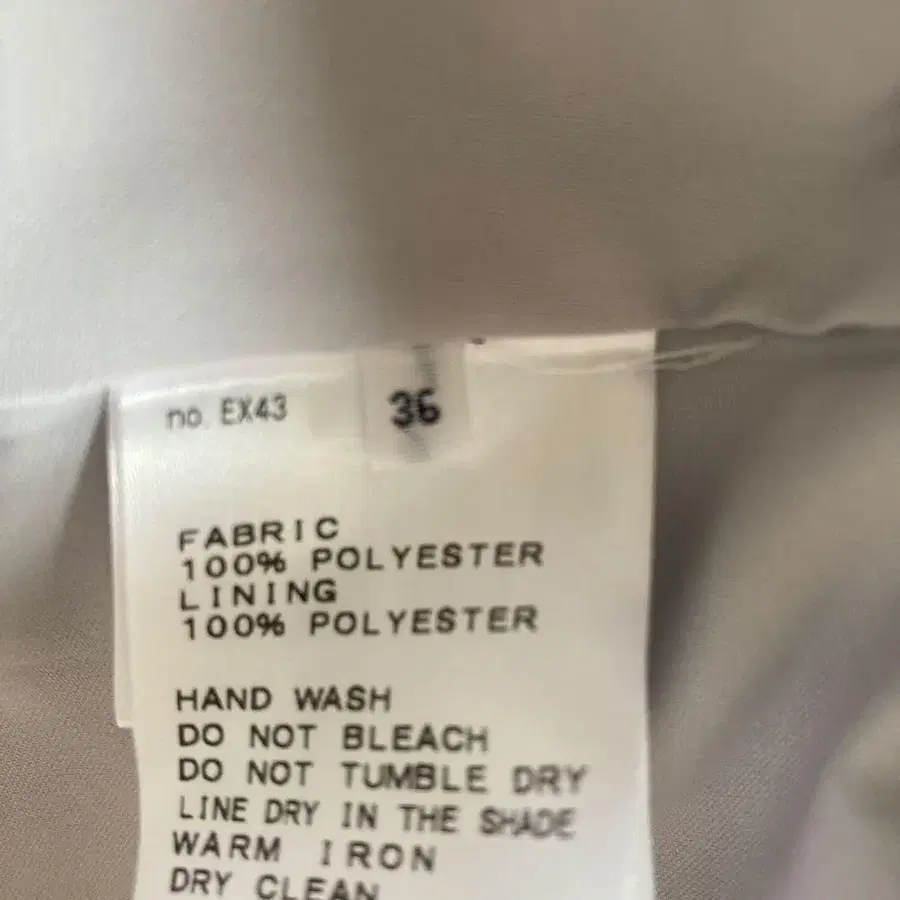 no. EX43
36
FABRIC
100% POLYESTER
LINING
100% POLYESTER
HAND WASH
DO NOT BLEACH
DO NOT TUMBLE DRY
LINE DRY IN THE SHADE
WARM IRON
DRY CLEAN